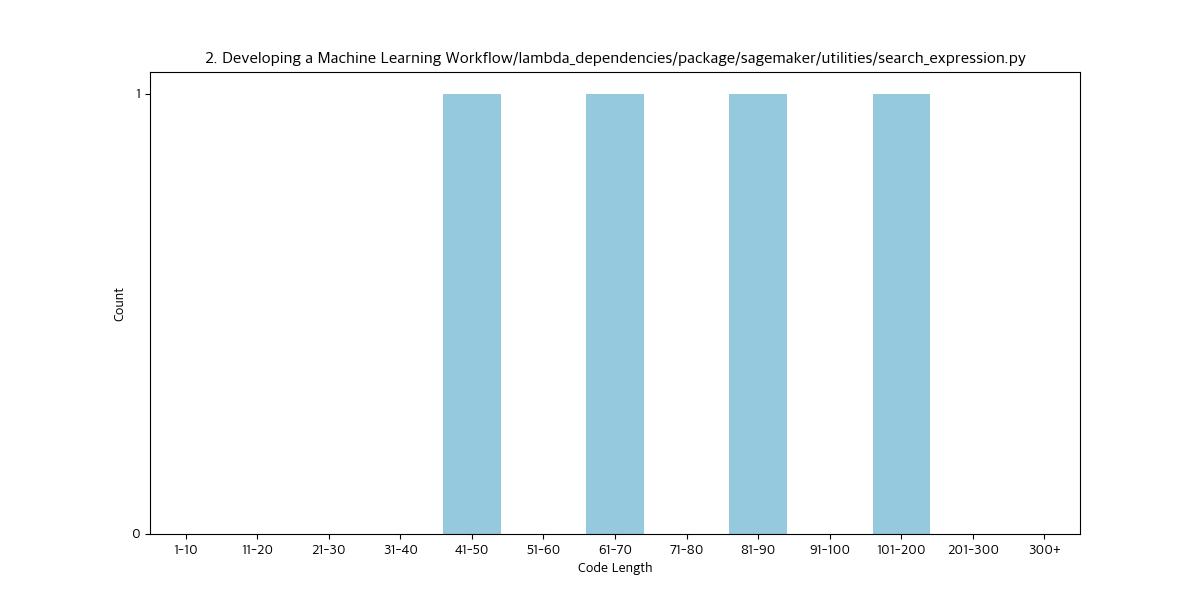 2. Developing a Machine Learning Workflow/lambda_dependencies/package/sagemaker/utilities/search_expression.py
1
Count
0
1-10 11-20 21-30 31-40 41-50 51-60 61-70 71-80 81-90 91-100 101-200 201-300 300+
Code Length